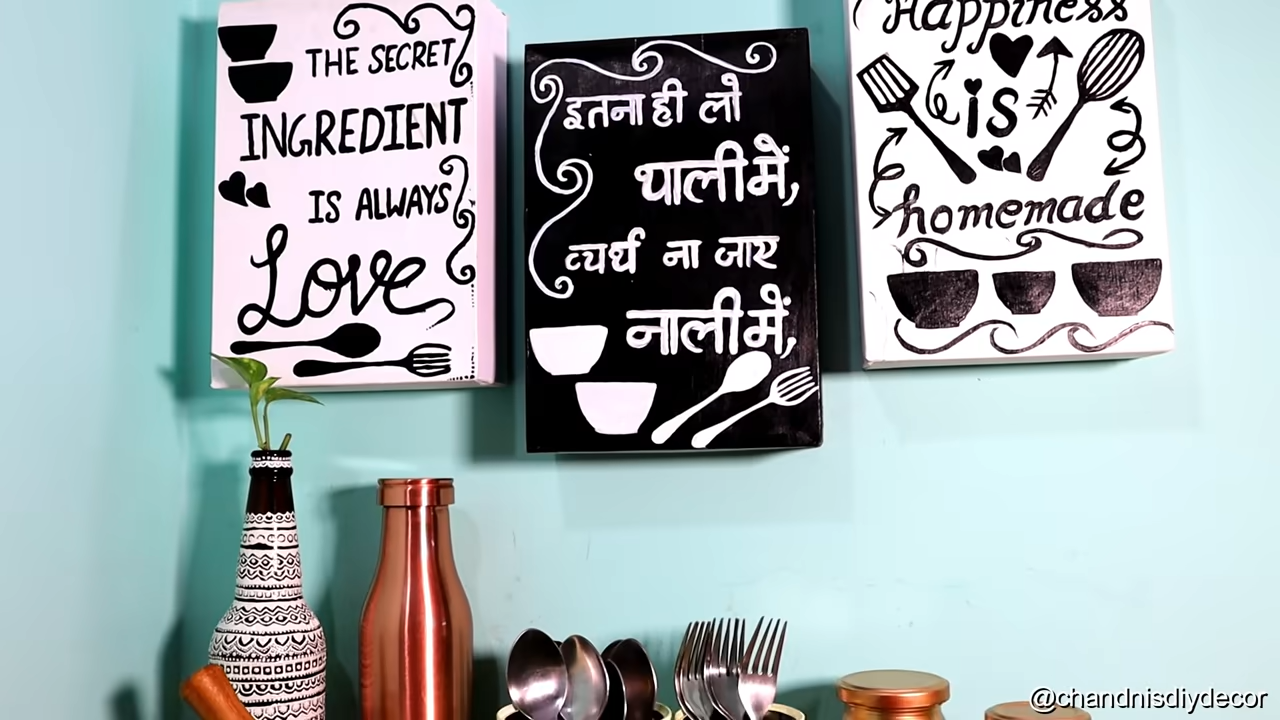 THE SECRET
INGREDIENT
IS ALWAYS
Love
इतना ही लो
थाली में,
व्यर्थ ना जाए
नाली में,
Happiness
is
homemade
@chandnisdiydecor